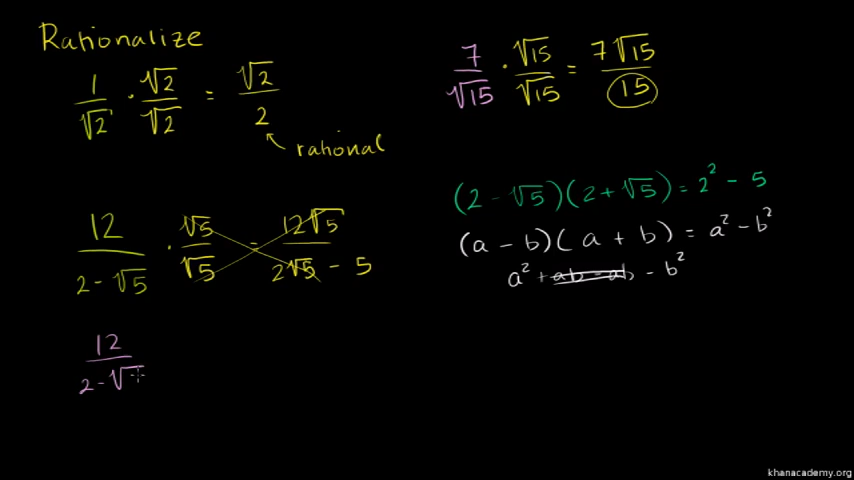 Rationalize
1/√2 · √2/√2 = √2/2
rational
12/(2 - √5) · √5/√5 = 12√5/(2√5 - 5)
12/(2 - √
7/√15 · √15/√15 = 7√15/15
(2 - √5)(2 + √5) = 2² - 5
(a - b)(a + b) = a² - b²
a² + ab - ab - b²
khanacademy.org